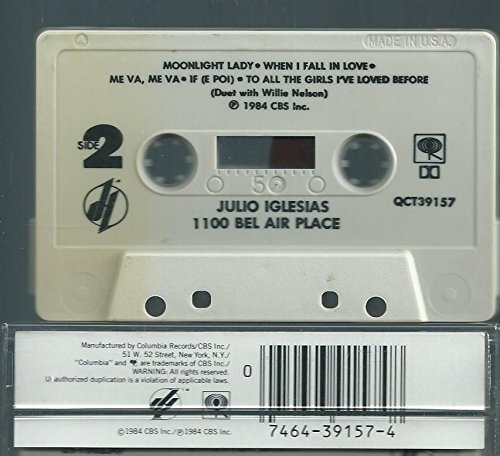 MADE IN U.S.A.
A
MOONLIGHT LADY • WHEN I FALL IN LOVE •
ME VA, ME VA • IF (E POI) • TO ALL THE GIRLS I'VE LOVED BEFORE
(Duet with Willie Nelson)
℗ 1984 CBS Inc.
SIDE
2
50
QCT39157
JULIO IGLESIAS
1100 BEL AIR PLACE
Manufactured by Columbia Records/CBS Inc./
51 W. 52 Street, New York, N.Y./
"Columbia" and are trademarks of CBS Inc./
WARNING: All rights reserved.
U: authorized duplication is a violation of applicable laws.
TM
© 1984 CBS Inc./℗ 1984 CBS Inc.
0
7464-39157-4